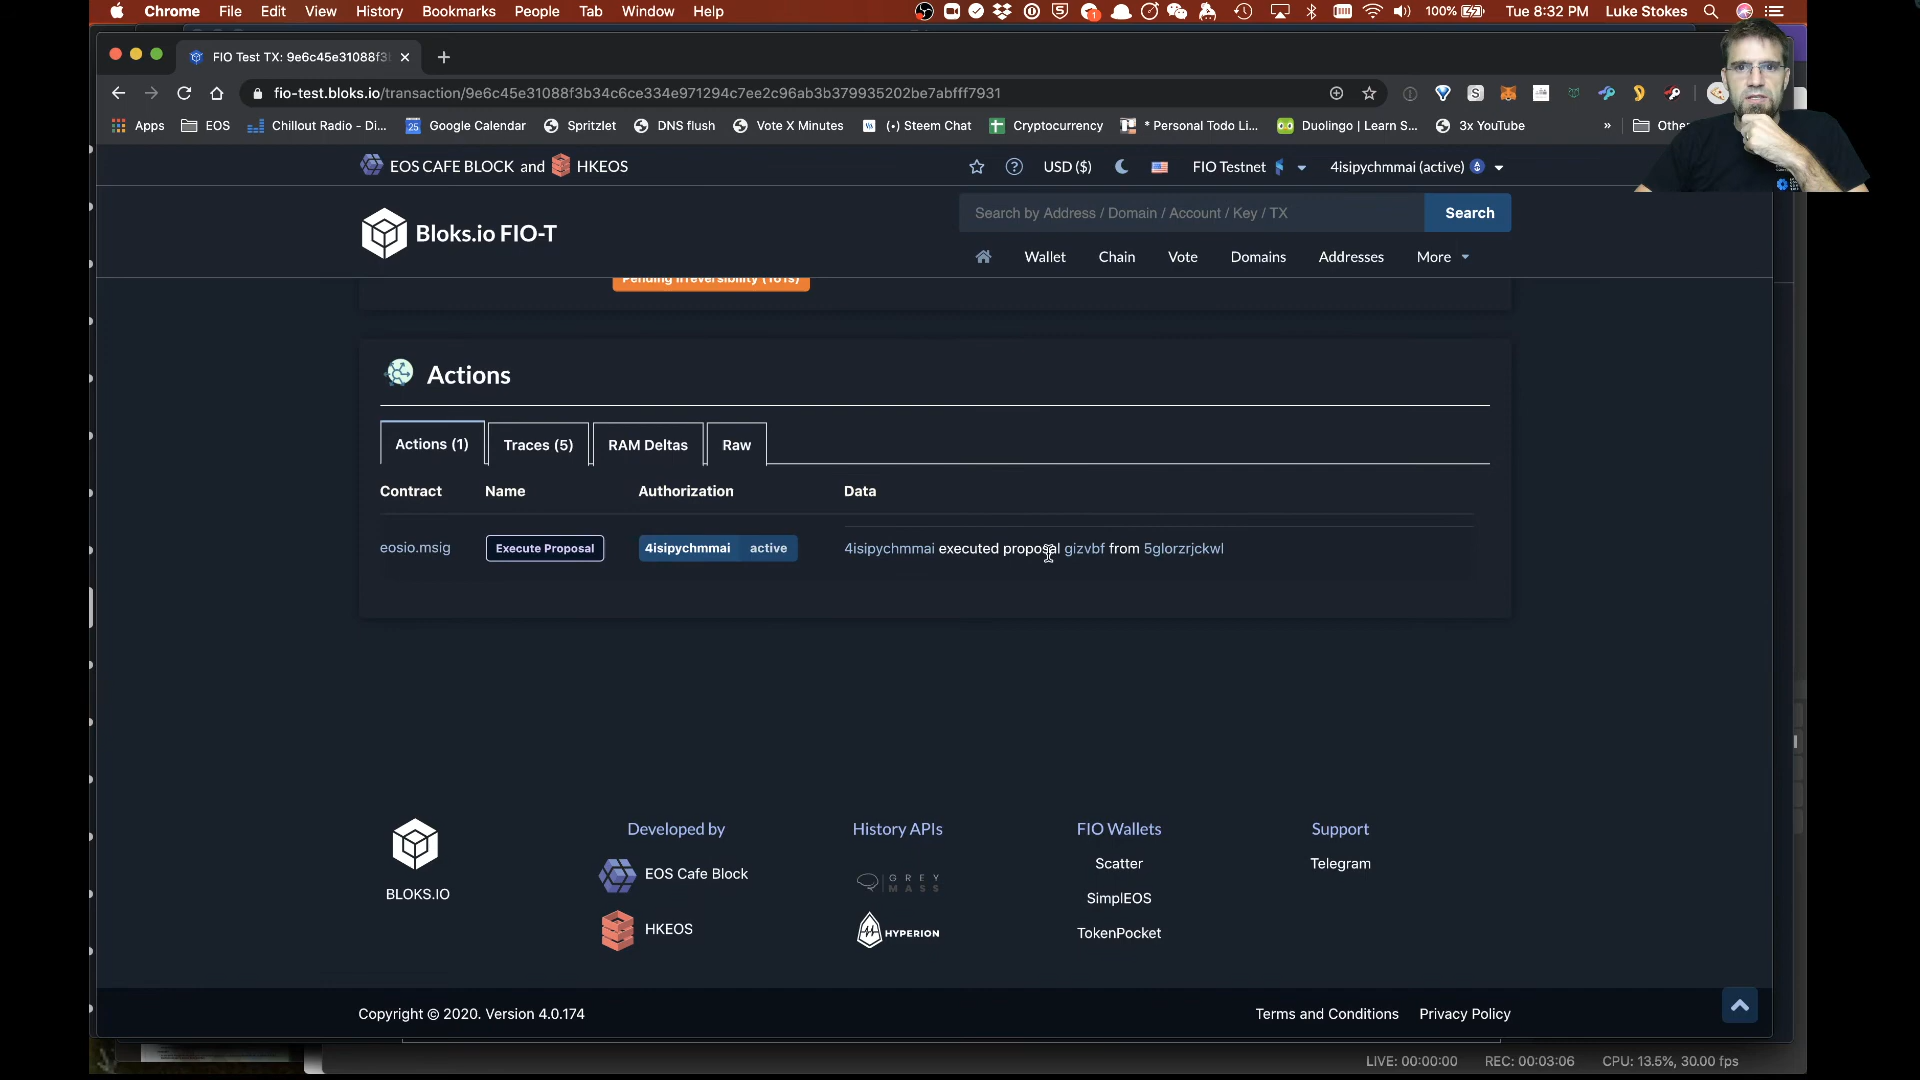 Chrome File Edit View History Bookmarks People Tab Window Help 100% Tue 8:32 PM Luke Stokes
FIO Test TX: 9e6c45e31088f3
fio-test.bloks.io/transaction/9e6c45e31088f3b34c6ce334e971294c7ee2c96ab3b379935202be7abfff7931
Apps EOS Chillout Radio - Di... Google Calendar Spritzlet DNS flush Vote X Minutes (•) Steem Chat Cryptocurrency * Personal Todo Li... Duolingo | Learn S... 3x YouTube » Other
EOS CAFE BLOCK and HKEOS USD ($) FIO Testnet 4isipychmmai (active)
Bloks.io FIO-T
Search by Address / Domain / Account / Key / TX Search
Wallet Chain Vote Domains Addresses More
Pending Irreversibility (161s)
Actions
Actions (1) Traces (5) RAM Deltas Raw
Contract Name Authorization Data
eosio.msig Execute Proposal 4isipychmmai active 4isipychmmai executed proposal gizvbf from 5glorzrjckwl
Developed by History APIs FIO Wallets Support
EOS Cafe Block GREY MASS Scatter Telegram
BLOKS.IO SimplEOS
HKEOS HYPERION TokenPocket
Copyright © 2020. Version 4.0.174 Terms and Conditions Privacy Policy
LIVE: 00:00:00 REC: 00:03:06 CPU: 13.5%, 30.00 fps